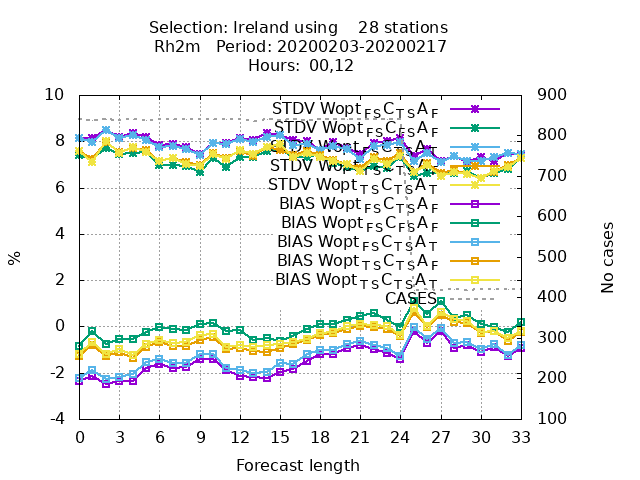 Selection: Ireland using 28 stations
Rh2m Period: 20200203-20200217
Hours: 00,12
10
8
6
4
2
0
-2
-4
%
900
800
700
600
500
400
300
200
100
No cases
STDV Wopt FS C TS A F
STDV Wopt FS C FS A F
STDV Wopt FS C TS A T
STDV Wopt TS C TS A F
STDV Wopt TS C TS A T
BIAS Wopt FS C TS A F
BIAS Wopt FS C FS A F
BIAS Wopt FS C TS A T
BIAS Wopt TS C TS A F
BIAS Wopt TS C TS A T
CASES
0 3 6 9 12 15 18 21 24 27 30 33
Forecast length